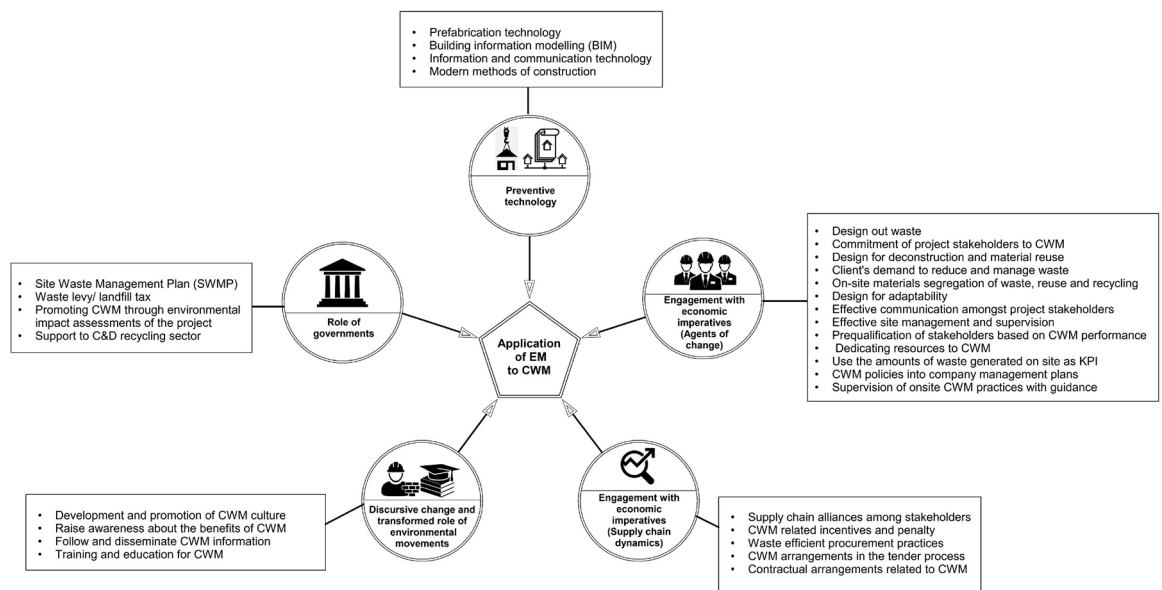 • Prefabrication technology
• Building information modelling (BIM)
• Information and communication technology
• Modern methods of construction
Preventive
technology
• Site Waste Management Plan (SWMP)
• Waste levy/ landfill tax
• Promoting CWM through environmental
impact assessments of the project
• Support to C&D recycling sector
Role of
governments
Application
of EM
to CWM
Engagement with
economic
imperatives
(Agents of
change)
• Design out waste
• Commitment of project stakeholders to CWM
• Design for deconstruction and material reuse
• Client's demand to reduce and manage waste
• On-site materials segregation of waste, reuse and recycling
• Design for adaptability
• Effective communication amongst project stakeholders
• Effective site management and supervision
• Prequalification of stakeholders based on CWM performance
• Dedicating resources to CWM
• Use the amounts of waste generated on site as KPI
• CWM policies into company management plans
• Supervision of onsite CWM practices with guidance
• Development and promotion of CWM culture
• Raise awareness about the benefits of CWM
• Follow and disseminate CWM information
• Training and education for CWM
Discursive change and
transformed role of
environmental
movements
Engagement with
economic
imperatives
(Supply chain
dynamics)
• Supply chain alliances among stakeholders
• CWM related incentives and penalty
• Waste efficient procurement practices
• CWM arrangements in the tender process
• Contractual arrangements related to CWM